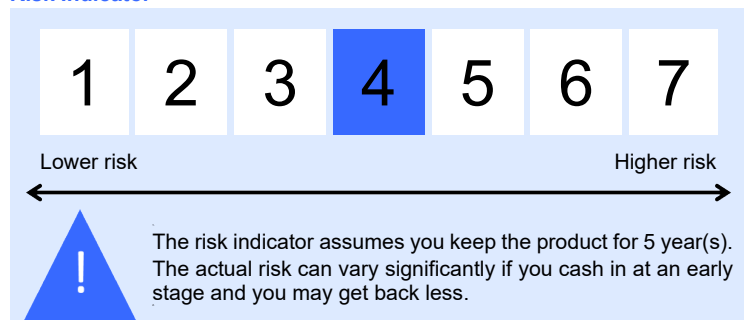 Risk indicator
1 2 3 4 5 6 7
Lower risk Higher risk
!
The risk indicator assumes you keep the product for 5 year(s).
The actual risk can vary significantly if you cash in at an early
stage and you may get back less.